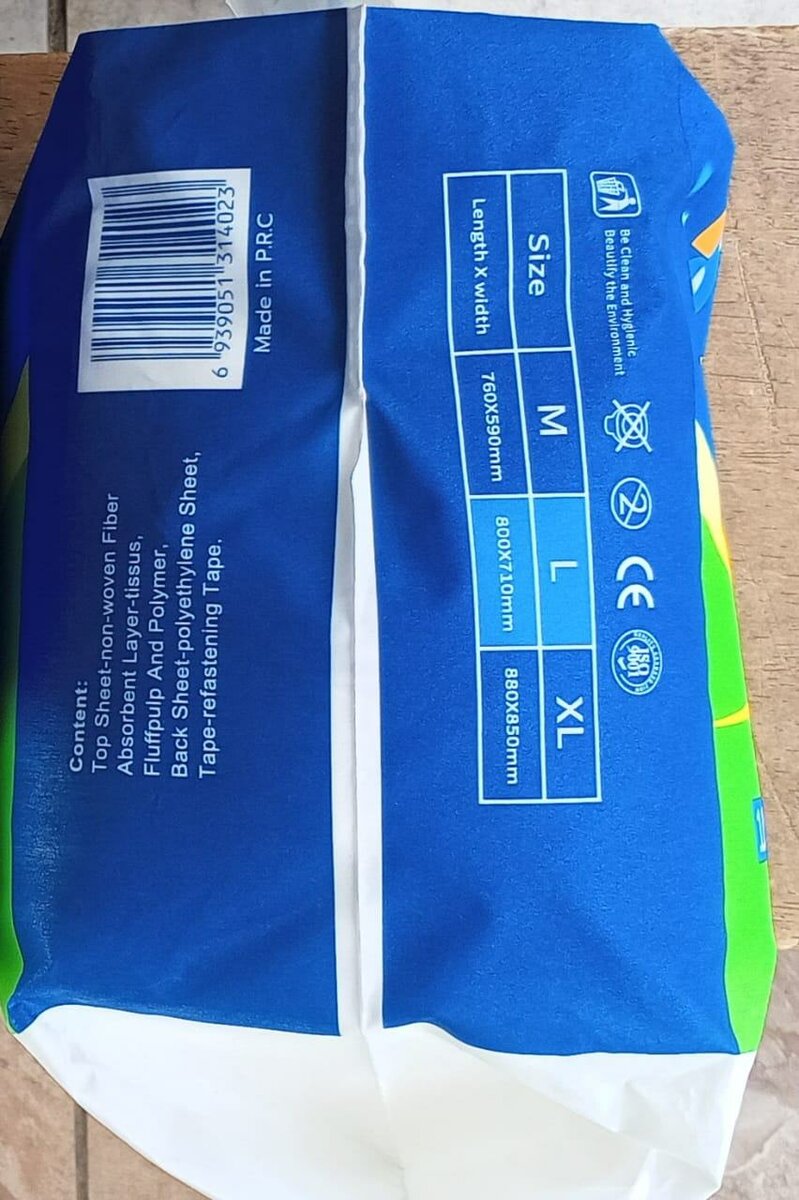 Be Clean and Hygienic
Beautify the Environment
2
CE
Size M L XL
Length X width 760X590mm 800X710mm 880X850mm
6 939051 314023
Made in P.R.C
Content:
Top Sheet-non-woven Fiber
Absorbent Layer-tissus,
Fluffpulp And Polymer,
Back Sheet-polyethylene Sheet,
Tape-refastening Tape,